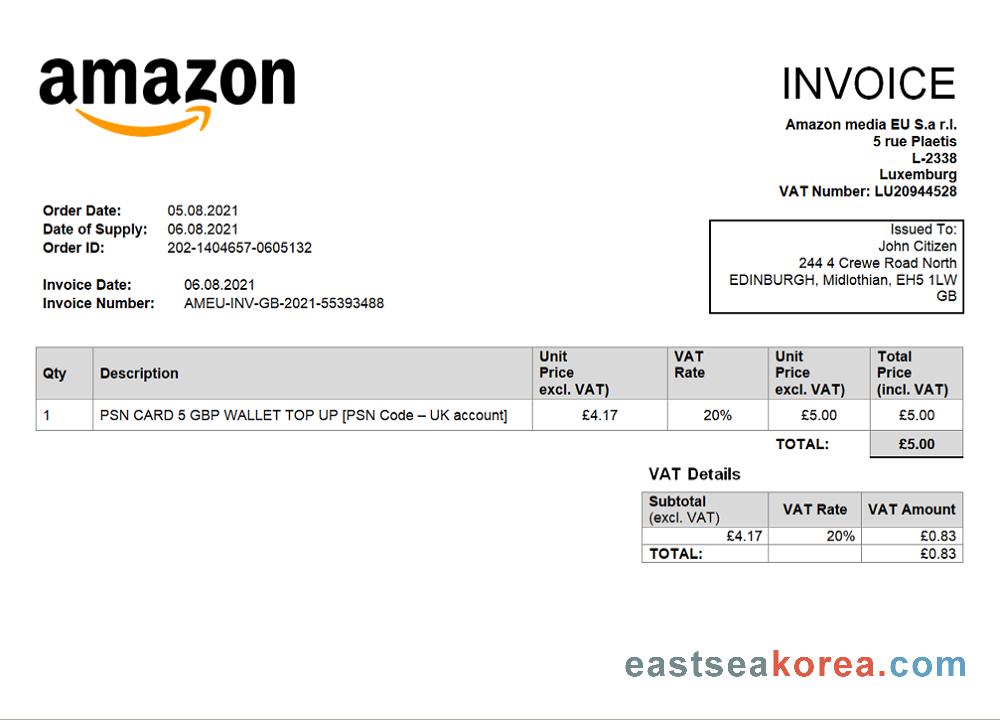 amazon
INVOICE
Amazon media EU S.a r.l.
5 rue Plaetis
L-2338
Luxemburg
VAT Number: LU20944528
Order Date: 05.08.2021
Date of Supply: 06.08.2021
Order ID: 202-1404657-0605132
Invoice Date: 06.08.2021
Invoice Number: AMEU-INV-GB-2021-55393488
Issued To:
John Citizen
244 4 Crewe Road North
EDINBURGH, Midlothian, EH5 1LW
GB
Qty Description Unit Price excl. VAT) VAT Rate Unit Price excl. VAT) Total Price (incl. VAT)
1 PSN CARD 5 GBP WALLET TOP UP [PSN Code – UK account] £4.17 20% £5.00 £5.00
TOTAL: £5.00
VAT Details
Subtotal (excl. VAT) VAT Rate VAT Amount
£4.17 20% £0.83
TOTAL: £0.83
eastseakorea.com